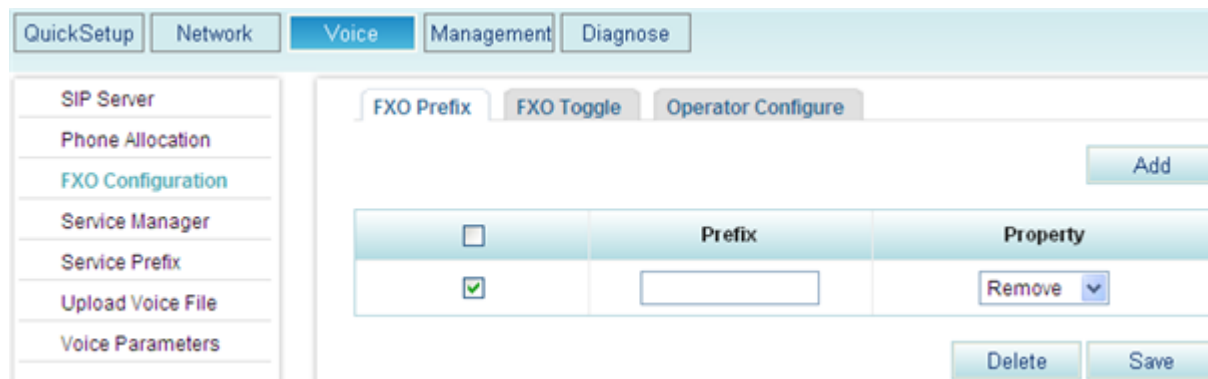 QuickSetup Network Voice Management Diagnose
SIP Server
Phone Allocation
FXO Configuration
Service Manager
Service Prefix
Upload Voice File
Voice Parameters
FXO Prefix FXO Toggle Operator Configure
Add
Prefix Property
Remove
Delete Save